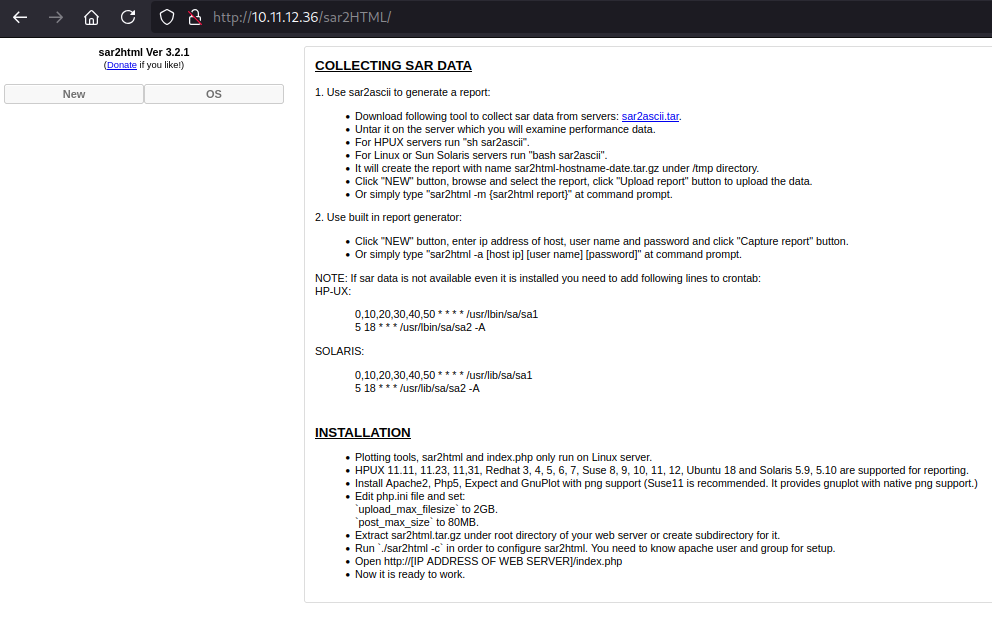 http://10.11.12.36/sar2HTML/
sar2html Ver 3.2.1
(Donate if you like!)
New
OS
COLLECTING SAR DATA
1. Use sar2ascii to generate a report:
• Download following tool to collect sar data from servers: sar2ascii.tar.
• Untar it on the server which you will examine performance data.
• For HPUX servers run "sh sar2ascii".
• For Linux or Sun Solaris servers run "bash sar2ascii".
• It will create the report with name sar2html-hostname-date.tar.gz under /tmp directory.
• Click "NEW" button, browse and select the report, click "Upload report" button to upload the data.
• Or simply type "sar2html -m {sar2html report}" at command prompt.
2. Use built in report generator:
• Click "NEW" button, enter ip address of host, user name and password and click "Capture report" button.
• Or simply type "sar2html -a [host ip] [user name] [password]" at command prompt.
NOTE: If sar data is not available even it is installed you need to add following lines to crontab:
HP-UX:
0,10,20,30,40,50 * * * * /usr/lbin/sa/sa1
5 18 * * * /usr/lbin/sa/sa2 -A
SOLARIS:
0,10,20,30,40,50 * * * * /usr/lib/sa/sa1
5 18 * * * /usr/lib/sa/sa2 -A
INSTALLATION
• Plotting tools, sar2html and index.php only run on Linux server.
• HPUX 11.11, 11.23, 11,31, Redhat 3, 4, 5, 6, 7, Suse 8, 9, 10, 11, 12, Ubuntu 18 and Solaris 5.9, 5.10 are supported for reporting.
• Install Apache2, Php5, Expect and GnuPlot with png support (Suse11 is recommended. It provides gnuplot with native png support.)
• Edit php.ini file and set:
`upload_max_filesize` to 2GB.
`post_max_size` to 80MB.
• Extract sar2html.tar.gz under root directory of your web server or create subdirectory for it.
• Run `./sar2html -c` in order to configure sar2html. You need to know apache user and group for setup.
• Open http://[IP ADDRESS OF WEB SERVER]/index.php
• Now it is ready to work.